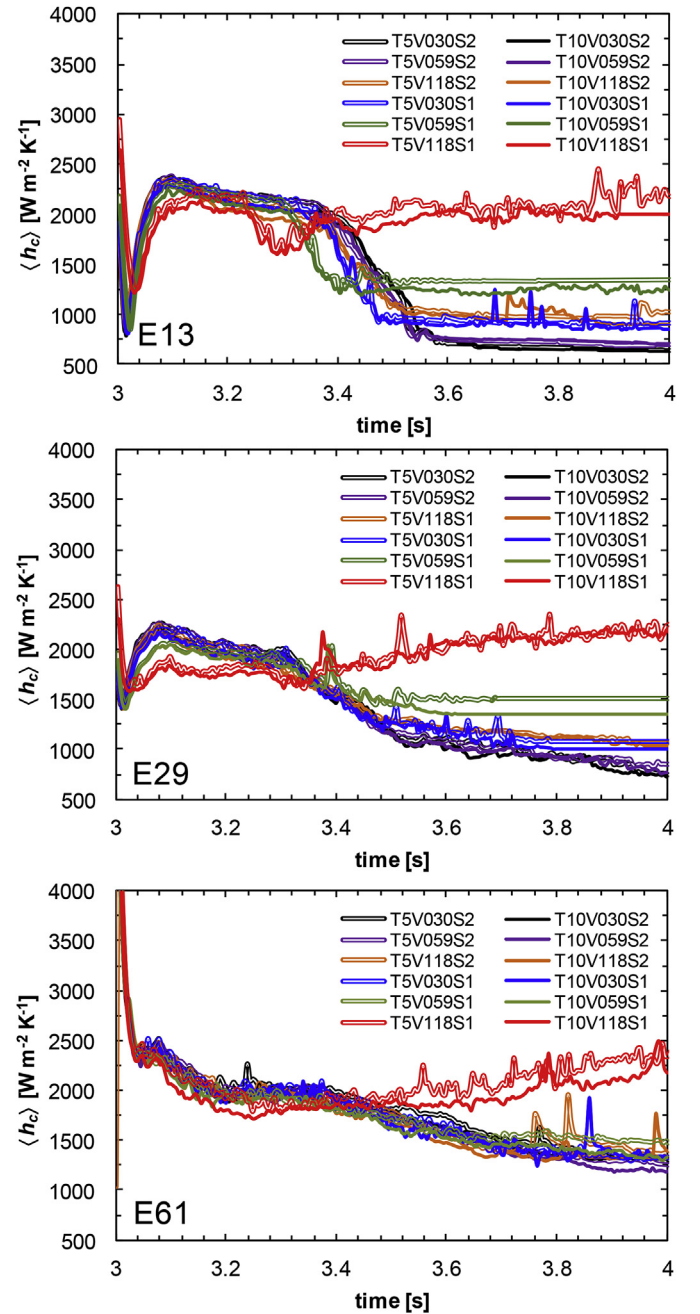 4000
3500
3000
2500
2000
1500
1000
500
⟨h_c⟩ [W m⁻² K⁻¹]
T5V030S2 T10V030S2
T5V059S2 T10V059S2
T5V118S2 T10V118S2
T5V030S1 T10V030S1
T5V059S1 T10V059S1
T5V118S1 T10V118S1
E13
3 3.2 3.4 3.6 3.8 4
time [s]
4000
3500
3000
2500
2000
1500
1000
500
⟨h_c⟩ [W m⁻² K⁻¹]
T5V030S2 T10V030S2
T5V059S2 T10V059S2
T5V118S1 T10V118S2
T5V030S1 T10V030S1
T5V059S1 T10V059S1
T5V118S1 T10V118S1
E29
3 3.2 3.4 3.6 3.8 4
time [s]
4000
3500
3000
2500
2000
1500
1000
500
⟨h_c⟩ [W m⁻² K⁻¹]
T5V030S2 T10V030S2
T5V059S2 T10V059S2
T5V118S2 T10V118S2
T5V030S1 T10V030S1
T5V059S1 T10V059S1
T5V118S1 T10V118S1
E61
3 3.2 3.4 3.6 3.8 4
time [s]